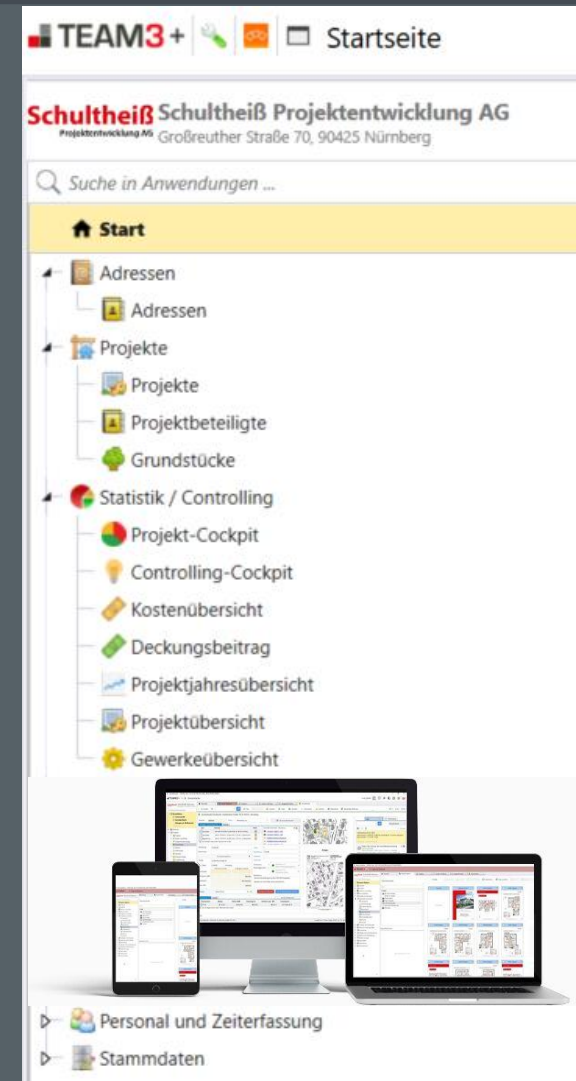 TEAM3+ Startseite
Schultheiß Schultheiß Projektentwicklung AG
Projektentwicklung AG Großreuther Straße 70, 90425 Nürnberg
Suche in Anwendungen ...
Start
Adressen
Adressen
Projekte
Projekte
Projektbeteiligte
Grundstücke
Statistik / Controlling
Projekt-Cockpit
Controlling-Cockpit
Kostenübersicht
Deckungsbeitrag
Projektjahresübersicht
Projektübersicht
Gewerkeübersicht
Personal und Zeiterfassung
Stammdaten